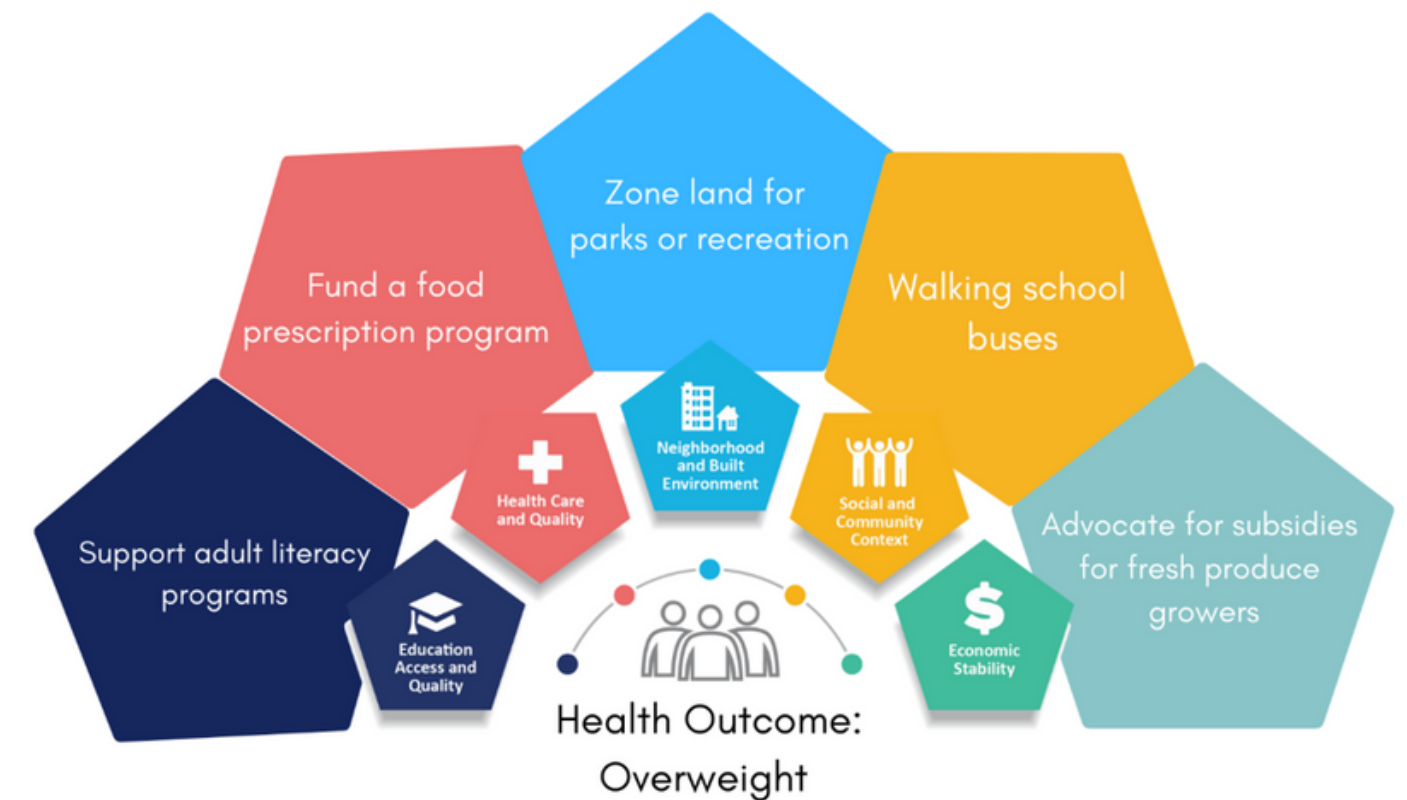 Zone land for
parks or recreation
Fund a food
prescription program
Walking school
buses
Support adult literacy
programs
Advocate for subsidies
for fresh produce
growers
Neighborhood
and Built
Environment
Health Care
and Quality
Social and
Community
Context
Education
Access and
Quality
$
Economic
Stability
Health Outcome:
Overweight